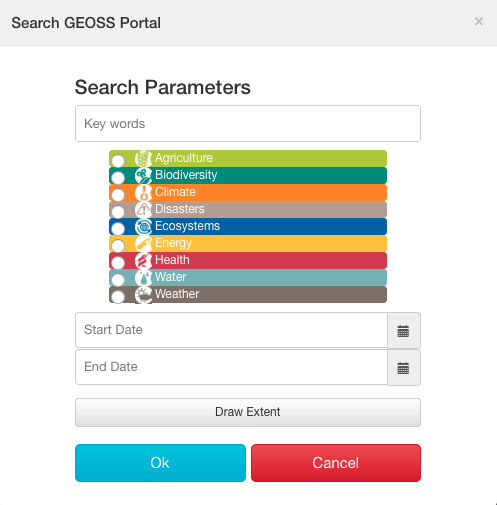 Search GEOSS Portal
×
Search Parameters
Key words
Agriculture
Biodiversity
Climate
Disasters
Ecosystems
Energy
Health
Water
Weather
Start Date
End Date
Draw Extent
Ok
Cancel